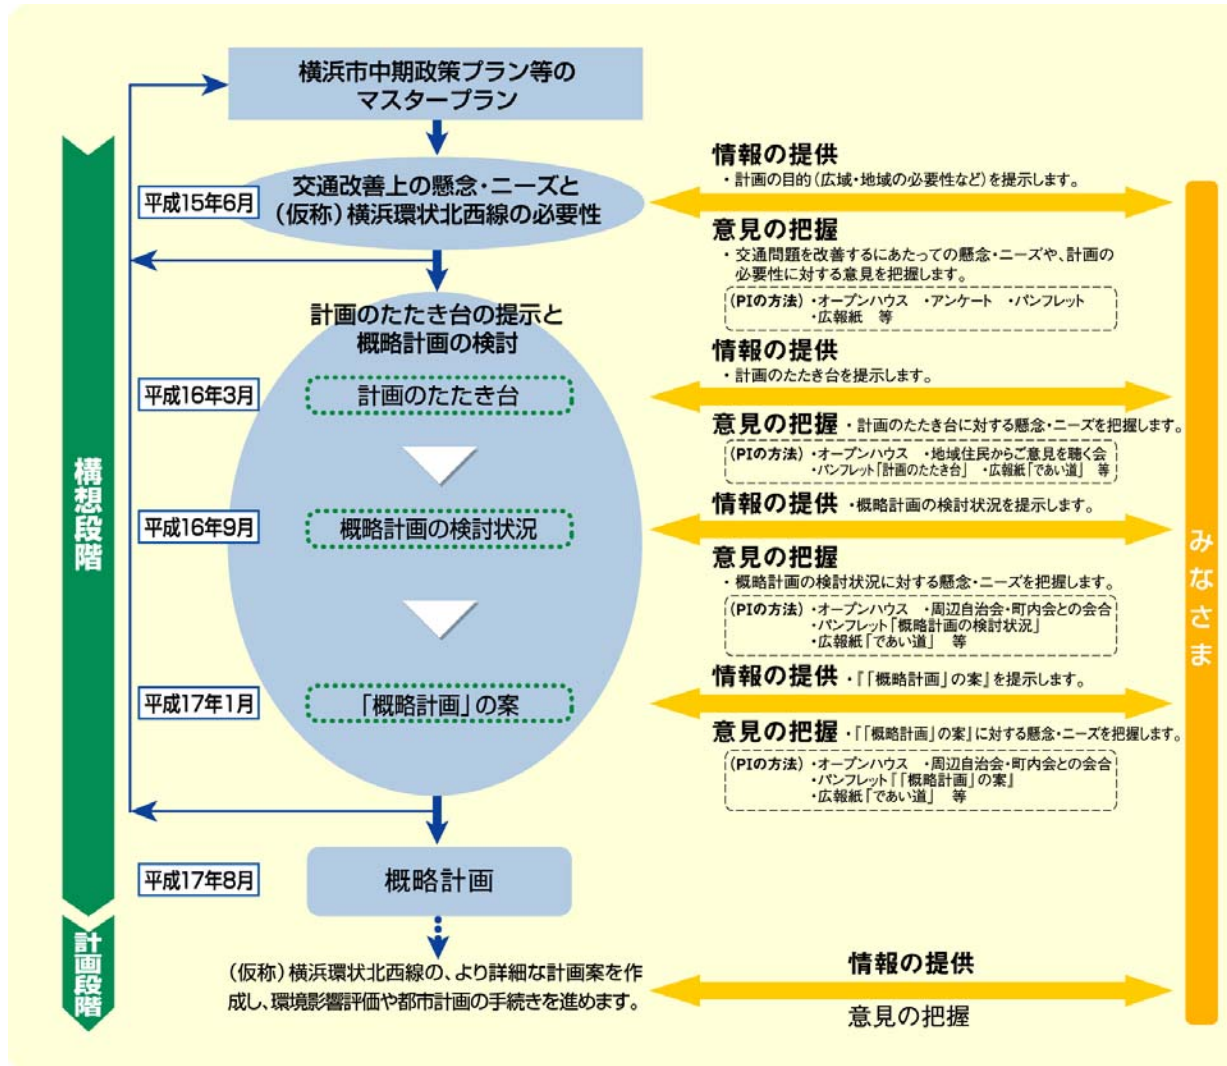 横浜市中期政策プラン等の
マスタープラン
平成15年6月
交通改善上の懸念・ニーズと
(仮称)横浜環状北西線の必要性
情報の提供
・計画の目的(広域・地域の必要性など)を提示します。
意見の把握
・交通問題を改善するにあたっての懸念・ニーズや、計画の
必要性に対する意見を把握します。
(PIの方法)・オープンハウス ・アンケート ・パンフレット
・広報紙 等
計画のたたき台の提示と
概略計画の検討
平成16年3月
計画のたたき台
情報の提供
・計画のたたき台を提示します。
意見の把握・計画のたたき台に対する懸念・ニーズを把握します。
(PIの方法)・オープンハウス ・地域住民からご意見を聴く会
・パンフレット「計画のたたき台」 ・広報紙「であい道」 等
平成16年9月
概略計画の検討状況
情報の提供・概略計画の検討状況を提示します。
意見の把握
・概略計画の検討状況に対する懸念・ニーズを把握します。
(PIの方法)・オープンハウス ・周辺自治会・町内会との会合
・パンフレット「概略計画の検討状況」
・広報紙「であい道」 等
平成17年1月
「概略計画」の案
情報の提供・『「概略計画」の案』を提示します。
意見の把握・『「概略計画」の案』に対する懸念・ニーズを把握します。
(PIの方法)・オープンハウス ・周辺自治会・町内会との会合
・パンフレット『「概略計画」の案』
・広報紙「であい道」 等
平成17年8月
概略計画
(仮称)横浜環状北西線の、より詳細な計画案を作
成し、環境影響評価や都市計画の手続きを進めます。
情報の提供
意見の把握
構想段階
計画段階
みなさま